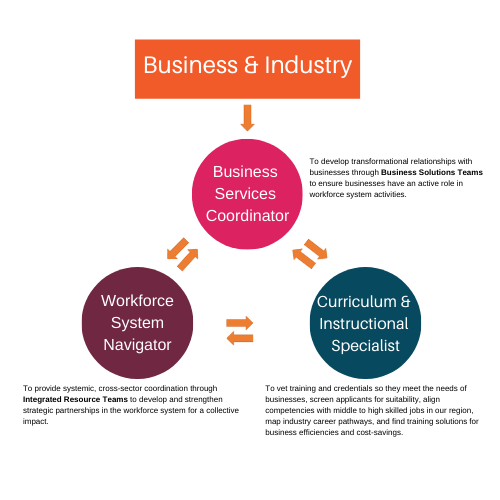 Business & Industry
Business
Services
Coordinator
To develop transformational relationships with
businesses through Business Solutions Teams
to ensure businesses have an active role in
workforce system activities.
Workforce
System
Navigator
Curriculum &
Instructional
Specialist
To provide systemic, cross-sector coordination through
Integrated Resource Teams to develop and strengthen
strategic partnerships in the workforce system for a collective
impact.
To vet training and credentials so they meet the needs of
businesses, screen applicants for suitability, align
competencies with middle to high skilled jobs in our region,
map industry career pathways, and find training solutions for
business efficiencies and cost-savings.